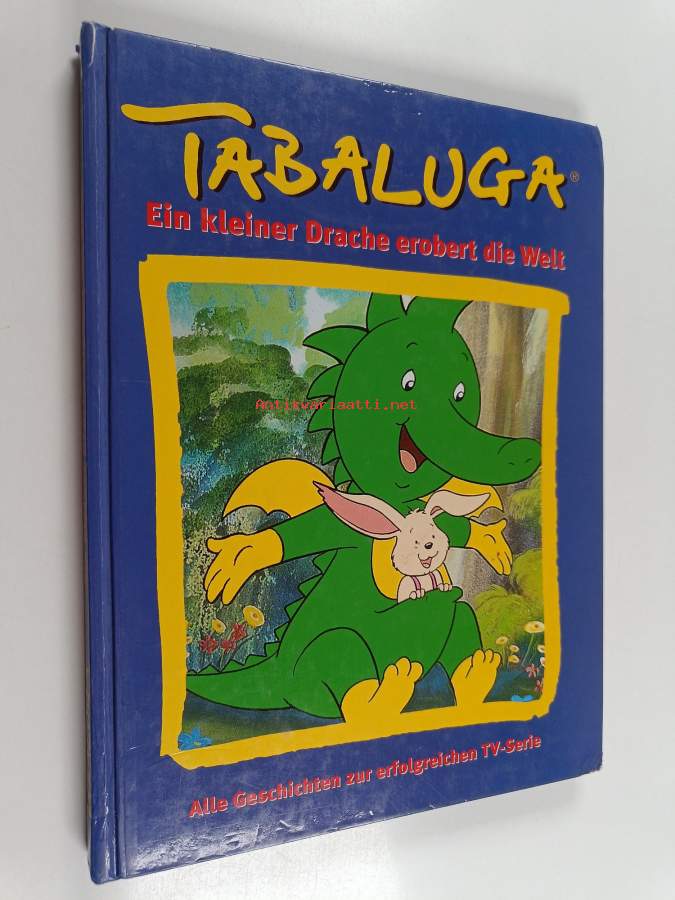 TABALUGA®
Ein kleiner Drache erobert die Welt
Antikvariaatti.net
Alle Geschichten zur erfolgreichen TV-Serie